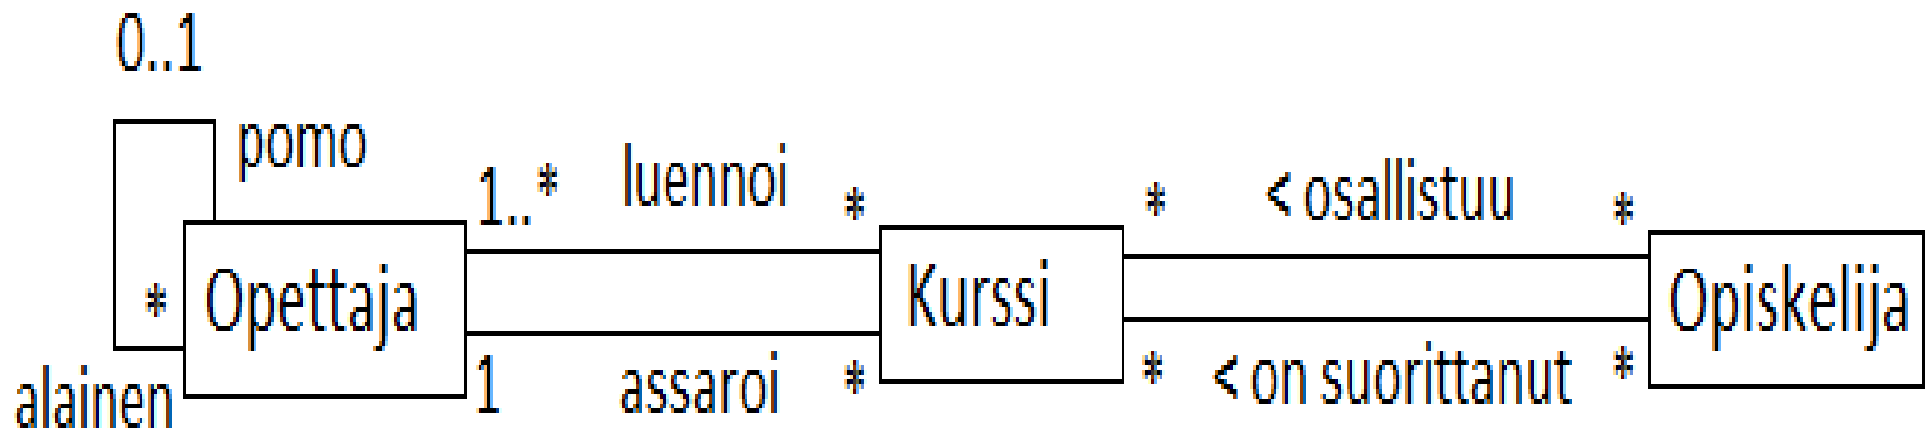 0..1
pomo
1..* luennoi *
* < osallistuu *
* Opettaja
Kurssi
Opiskelija
alainen
1 assaroi *
* < on suorittanut *